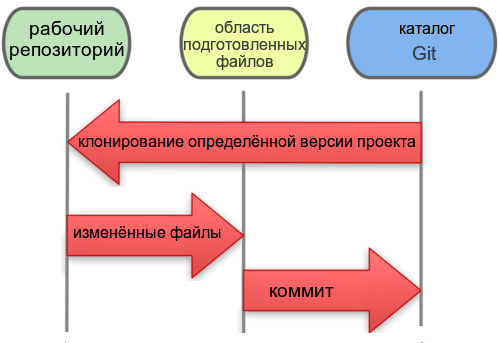 рабочий
репозиторий
область
подготовленных
файлов
каталог
Git
клонирование определённой версии проекта
изменённые файлы
коммит